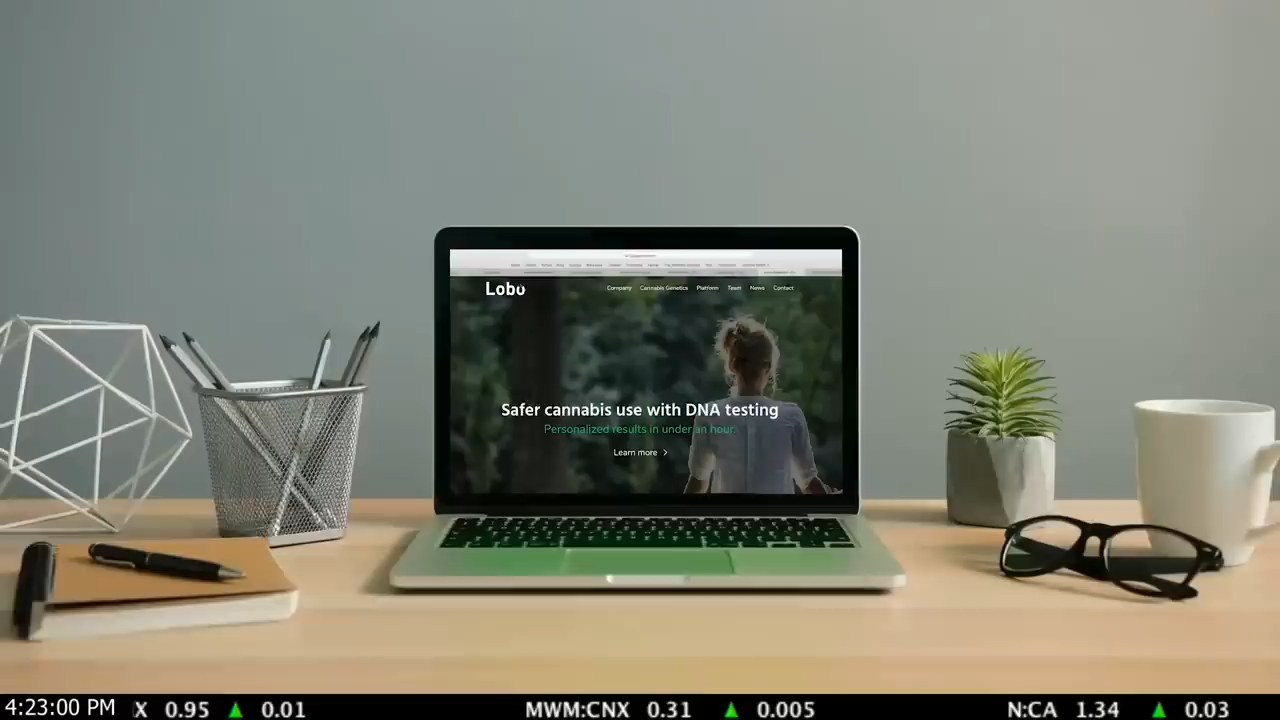 Lobo
Company Cannabis Genetics Platform Team News Contact
Safer cannabis use with DNA testing
Personalized results in under an hour.
Learn more >
4:23:00 PM X 0.95 ▲ 0.01 MWM:CNX 0.31 ▲ 0.005 N:CA 1.34 ▲ 0.03